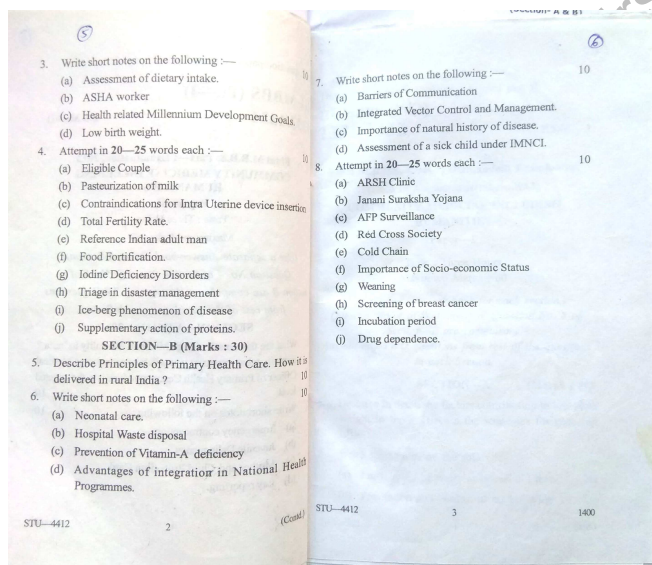 5
3. Write short notes on the following :— 10
(a) Assessment of dietary intake.
(b) ASHA worker
(c) Health related Millennium Development Goals.
(d) Low birth weight.
4. Attempt in 20—25 words each :— 10
(a) Eligible Couple
(b) Pasteurization of milk
(c) Contraindications for Intra Uterine device insertion
(d) Total Fertility Rate.
(e) Reference Indian adult man
(f) Food Fortification.
(g) Iodine Deficiency Disorders
(h) Triage in disaster management
(i) Ice-berg phenomenon of disease
(j) Supplementary action of proteins.
SECTION—B (Marks : 30)
5. Describe Principles of Primary Health Care. How it is
delivered in rural India ? 10
6. Write short notes on the following :— 10
(a) Neonatal care.
(b) Hospital Waste disposal
(c) Prevention of Vitamin-A deficiency
(d) Advantages of integration in National Health
Programmes.
STU—4412 2 (Contd.)
A & B)
6
7. Write short notes on the following :— 10
(a) Barriers of Communication
(b) Integrated Vector Control and Management.
(c) Importance of natural history of disease.
(d) Assessment of a sick child under IMNCI.
8. Attempt in 20—25 words each :— 10
(a) ARSH Clinic
(b) Janani Suraksha Yojana
(c) AFP Surveillance
(d) Red Cross Society
(e) Cold Chain
(f) Importance of Socio-economic Status
(g) Weaning
(h) Screening of breast cancer
(i) Incubation period
(j) Drug dependence.
STU—4412 3 1400